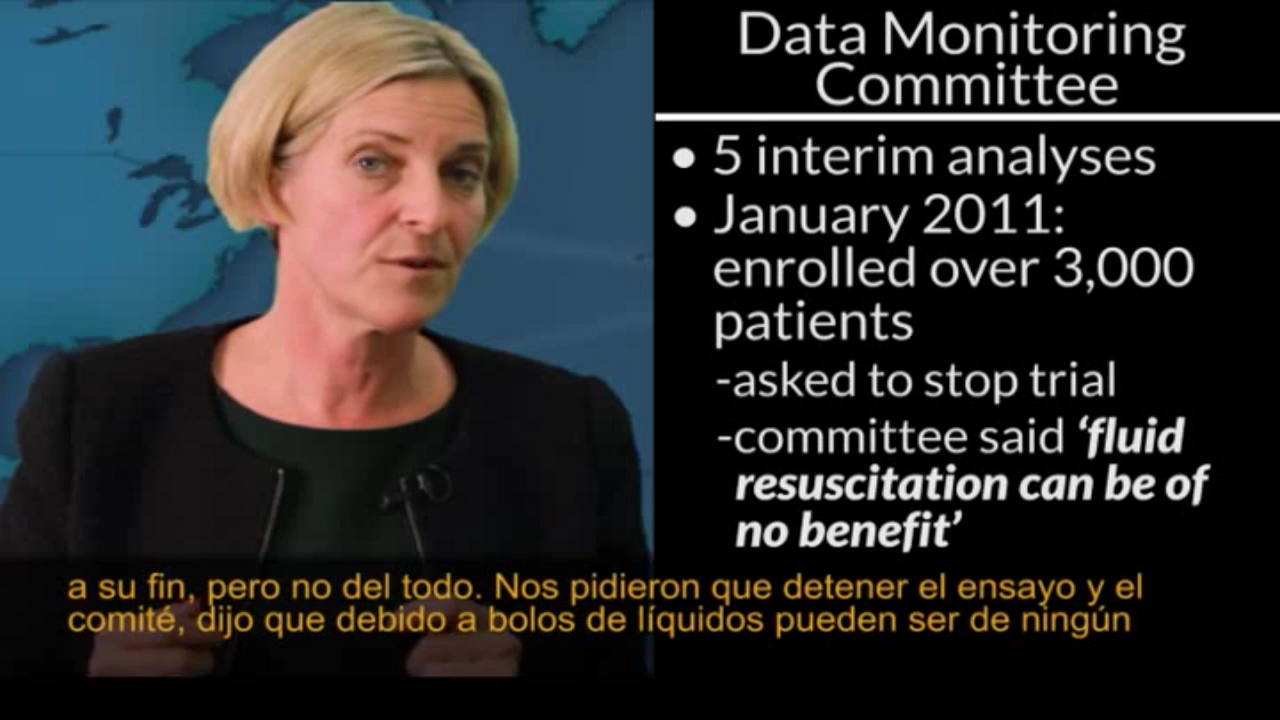 Data Monitoring
Committee
• 5 interim analyses
• January 2011:
enrolled over 3,000
patients
-asked to stop trial
-committee said ‘fluid
resuscitation can be of
no benefit’
a su fin, pero no del todo. Nos pidieron que detener el ensayo y el
comité, dijo que debido a bolos de líquidos pueden ser de ningún